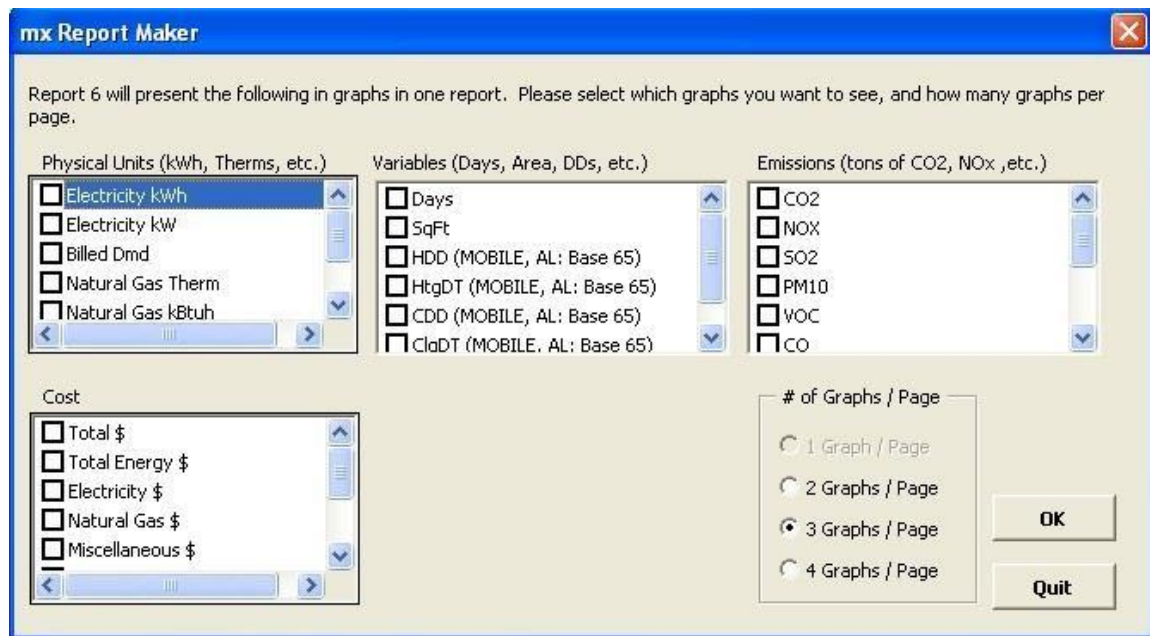 mx Report Maker
Report 6 will present the following in graphs in one report.  Please select which graphs you want to see, and how many graphs per
page.
Physical Units (kWh, Therms, etc.)
Electricity kWh
Electricity kW
Billed Dmd
Natural Gas Therm
Natural Gas kBtuh
Variables (Days, Area, DDs, etc.)
Days
SqFt
HDD (MOBILE, AL: Base 65)
HtgDT (MOBILE, AL: Base 65)
CDD (MOBILE, AL: Base 65)
ClgDT (MOBILE, AL: Base 65)
Emissions (tons of CO2, NOx ,etc.)
CO2
NOX
SO2
PM10
VOC
CO
Cost
Total $
Total Energy $
Electricity $
Natural Gas $
Miscellaneous $
# of Graphs / Page
1 Graph / Page
2 Graphs / Page
3 Graphs / Page
4 Graphs / Page
OK
Quit